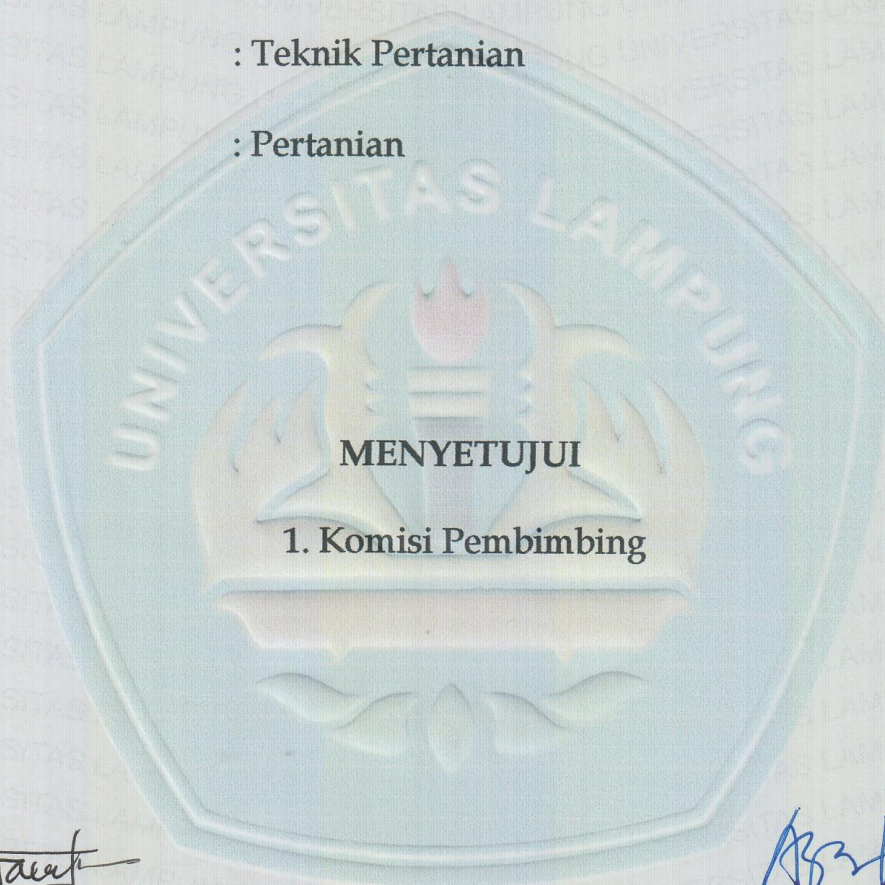 : Teknik Pertanian
: Pertanian
UNIVERSITAS LAMPUNG
MENYETUJUI
1. Komisi Pembimbing